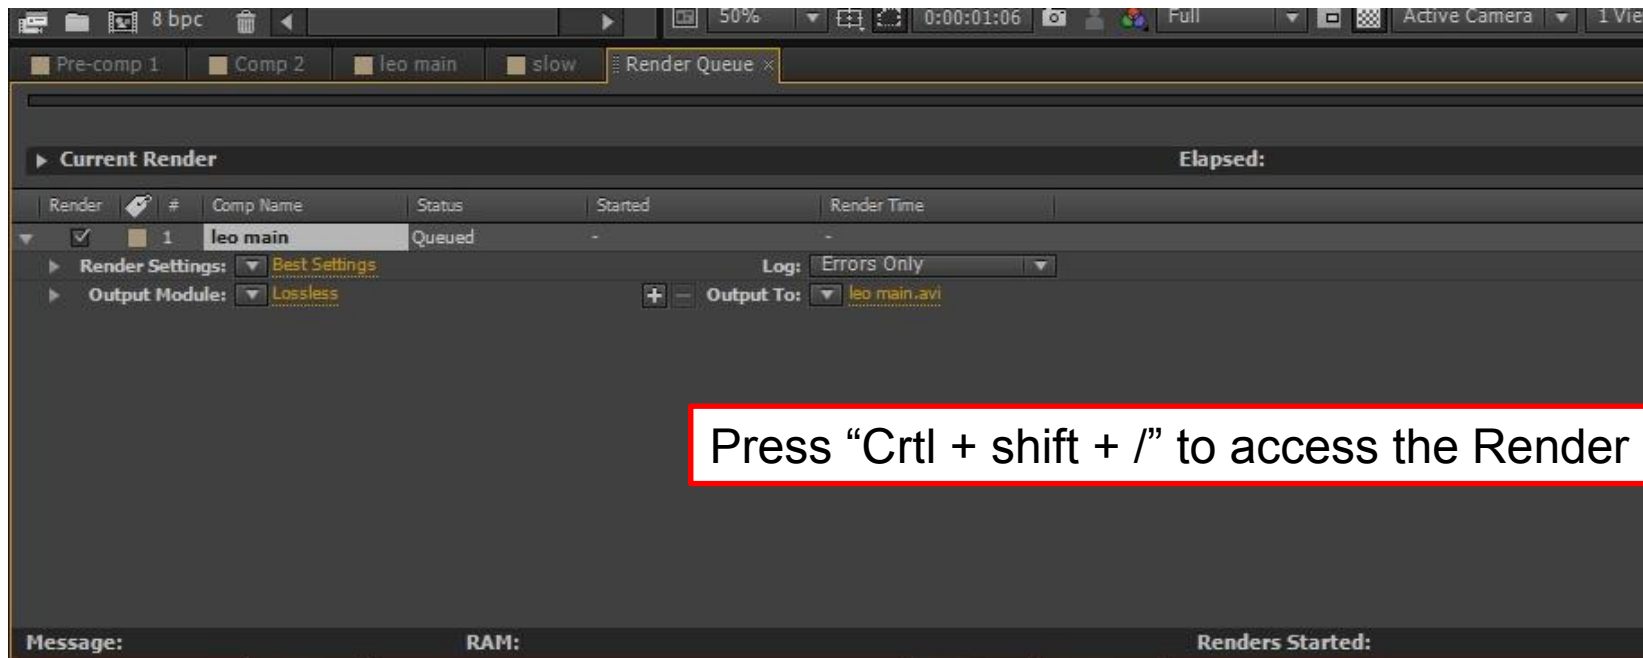 8 bpc 50% 0:00:01:06 Full Active Camera 1 Vie
Pre-comp 1 Comp 2 leo main slow Render Queue ×
Current Render Elapsed:
Render # Comp Name Status Started Render Time
1 leo main Queued - -
Render Settings: Best Settings Log: Errors Only
Output Module: Lossless + − Output To: leo main.avi
Press “Crtl + shift + /” to access the Render
Message: RAM: Renders Started: